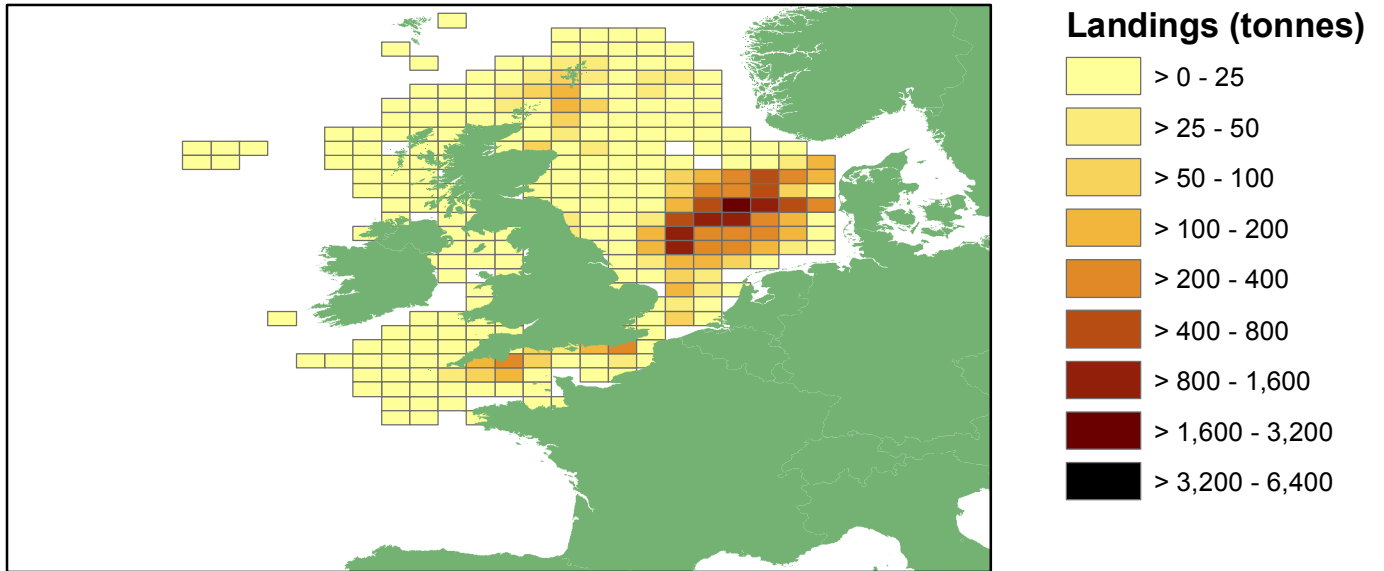 Landings (tonnes)
> 0 - 25
> 25 - 50
> 50 - 100
> 100 - 200
> 200 - 400
> 400 - 800
> 800 - 1,600
> 1,600 - 3,200
> 3,200 - 6,400